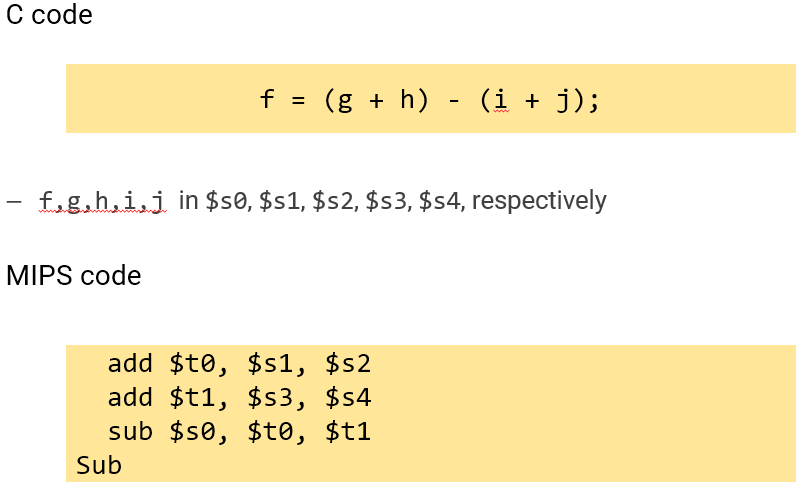 C code
f = (g + h) - (i + j);
– f,g,h,i,j in $s0, $s1, $s2, $s3, $s4, respectively
MIPS code
add $t0, $s1, $s2
add $t1, $s3, $s4
sub $s0, $t0, $t1
Sub